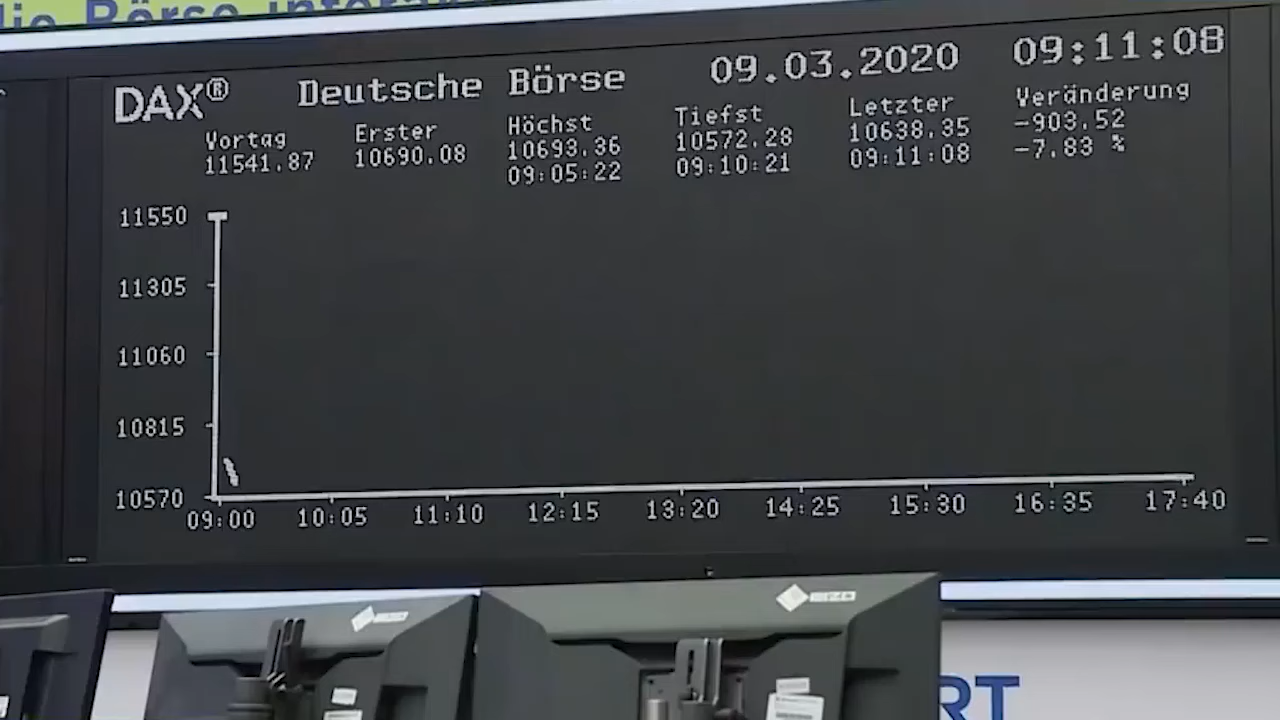 die Börse
DAX® Deutsche Börse 09.03.2020 09:11:08
Vortag Erster Höchst Tiefst Letzter Veränderung
11541.87 10690.08 10693.36 10572.28 10638.35 -903.52
09:05:22 09:10:21 09:11:08 -7.83 %
11550
11305
11060
10815
10570
09:00 10:05 11:10 12:15 13:20 14:25 15:30 16:35 17:40
EIZO
RT